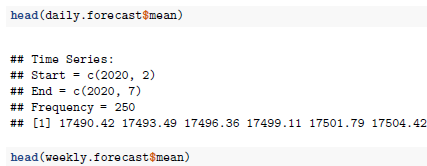 head(daily.forecast$mean)
## Time Series:
## Start = c(2020, 2)
## End = c(2020, 7)
## Frequency = 250
## [1] 17490.42 17493.49 17496.36 17499.11 17501.79 17504.42
head(weekly.forecast$mean)